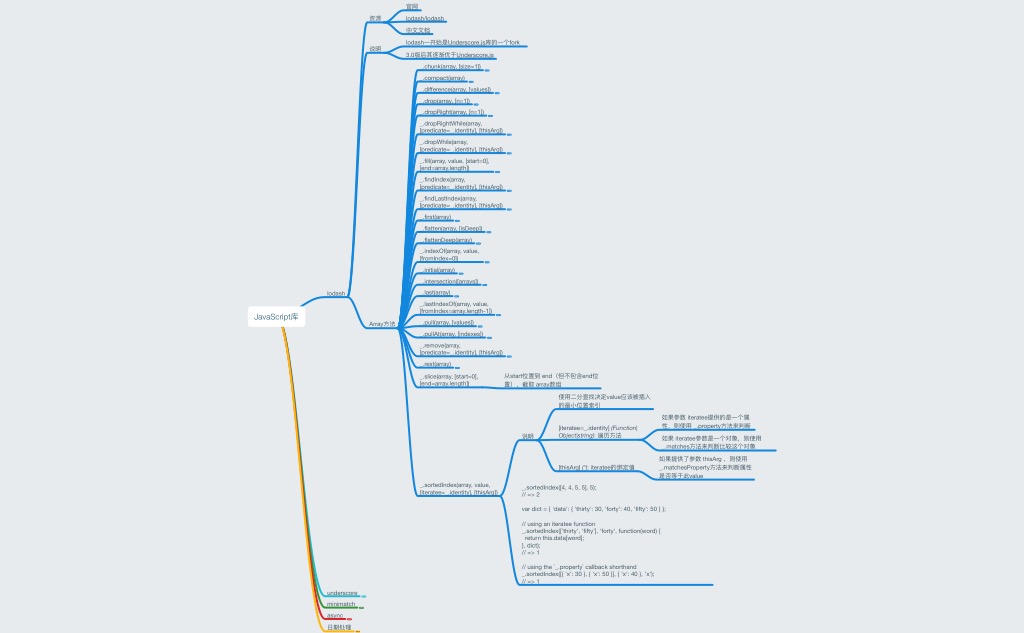 官网
lodash/lodash
中文文档
资源
lodash一开始是Underscore.js库的一个fork
说明
3.0版后其逐渐优于Underscore.js
_.chunk(array, [size=1])
_.compact(array)
_.difference(array, [values])
_.drop(array, [n=1])
_.dropRight(array, [n=1])
_.dropRightWhile(array,
[predicate=_.identity], [thisArg])
_.dropWhile(array,
[predicate=_.identity], [thisArg])
_.fill(array, value, [start=0],
[end=array.length])
_.findIndex(array,
[predicate=_.identity], [thisArg])
_.findLastIndex(array,
[predicate=_.identity], [thisArg])
_.first(array)
_.flatten(array, [isDeep])
_.flattenDeep(array)
_.indexOf(array, value,
[fromIndex=0])
_.initial(array)
_.intersection([arrays])
lodash
_.last(array)
_.lastIndexOf(array, value,
[fromIndex=array.length-1])
JavaScript库
Array方法
_.pull(array, [values])
_.pullAt(array, [indexes])
_.remove(array,
[predicate=_.identity], [thisArg])
_.rest(array)
_.slice(array, [start=0],
[end=array.length])
从start位置到 end（但不包含end位
置），截取 array数组
使用二分查找决定value应该被插入
的最小位置索引
说明
[iteratee=_.identity] (Function|
Object|string): 遍历方法
如果参数 iteratee提供的是一个属
性，则使用 _.property方法来判断
如果 iteratee参数是一个对象，则使用
_.matches方法来判断比较这个对象
[thisArg] (*): iteratee的绑定值
如果提供了参数 thisArg ，则使用
_.matchesProperty方法来判断属性
是否等于此value
_.sortedIndex(array, value,
[iteratee=_.identity], [thisArg])
_.sortedIndex([4, 4, 5, 5], 5);
// => 2
var dict = { 'data': { 'thirty': 30, 'forty': 40, 'fifty': 50 } };
// using an iteratee function
_.sortedIndex(['thirty', 'fifty'], 'forty', function(word) {
return this.data[word];
}, dict);
// => 1
// using the `_.property` callback shorthand
_.sortedIndex([{ 'x': 30 }, { 'x': 50 }], { 'x': 40 }, 'x');
// => 1
underscore
minimatch
async
日期处理